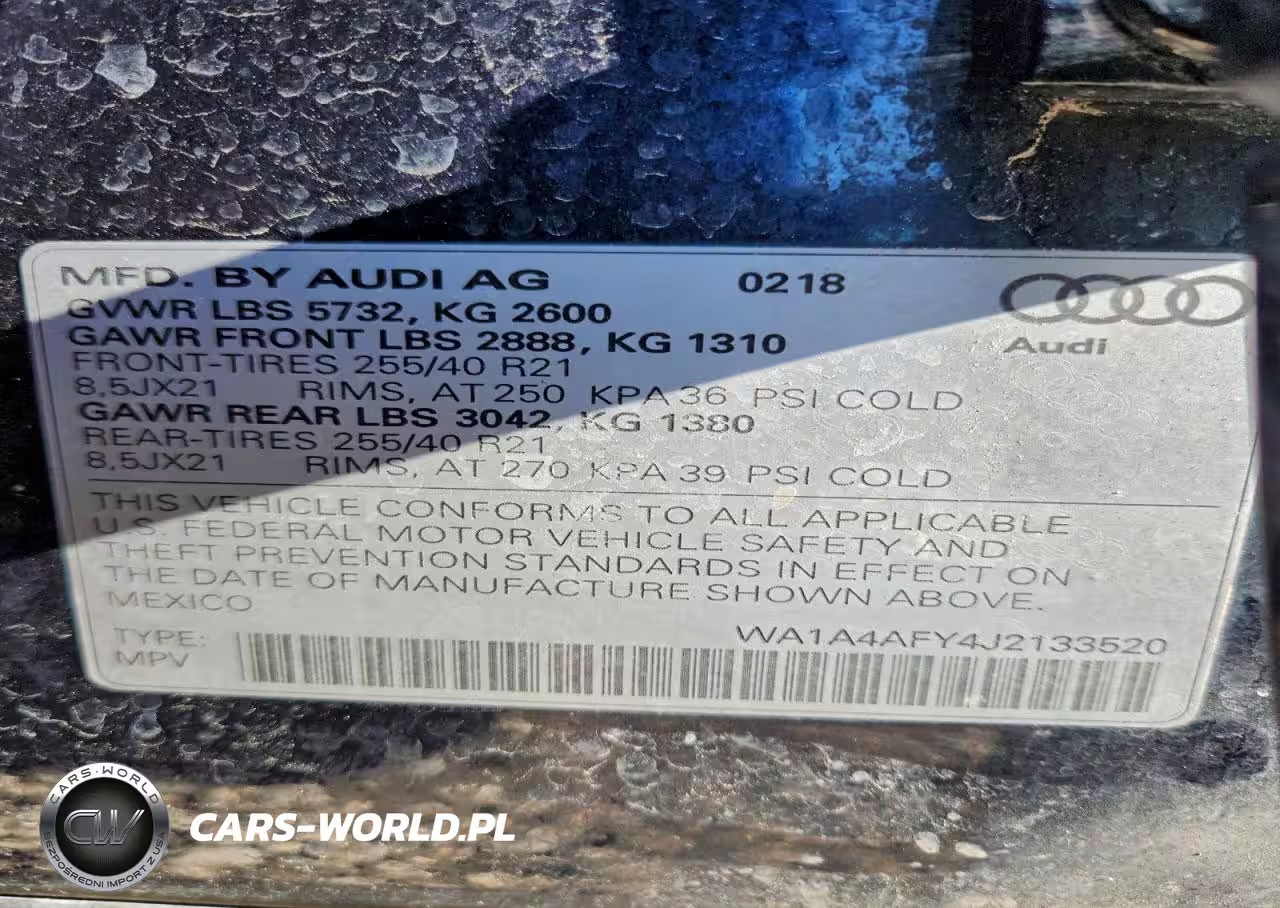 MFD. BY AUDI AG 0218
GVWR LBS 5732, KG 2600
GAWR FRONT LBS 2888, KG 1310
FRONT-TIRES 255/40 R21
8,5JX21 RIMS, AT 250 KPA 36 PSI COLD
GAWR REAR LBS 3042, KG 1380
REAR-TIRES 255/40 R21
8,5JX21 RIMS, AT 270 KPA 39 PSI COLD
Audi
THIS VEHICLE CONFORMS TO ALL APPLICABLE
U.S. FEDERAL MOTOR VEHICLE SAFETY AND
THEFT PREVENTION STANDARDS IN EFFECT ON
THE DATE OF MANUFACTURE SHOWN ABOVE.
MEXICO
TYPE: WA1A4AFY4J2133520
MPV
CARS-WORLD
CW
BEZPOŚREDNI IMPORT Z USA
CARS-WORLD.PL